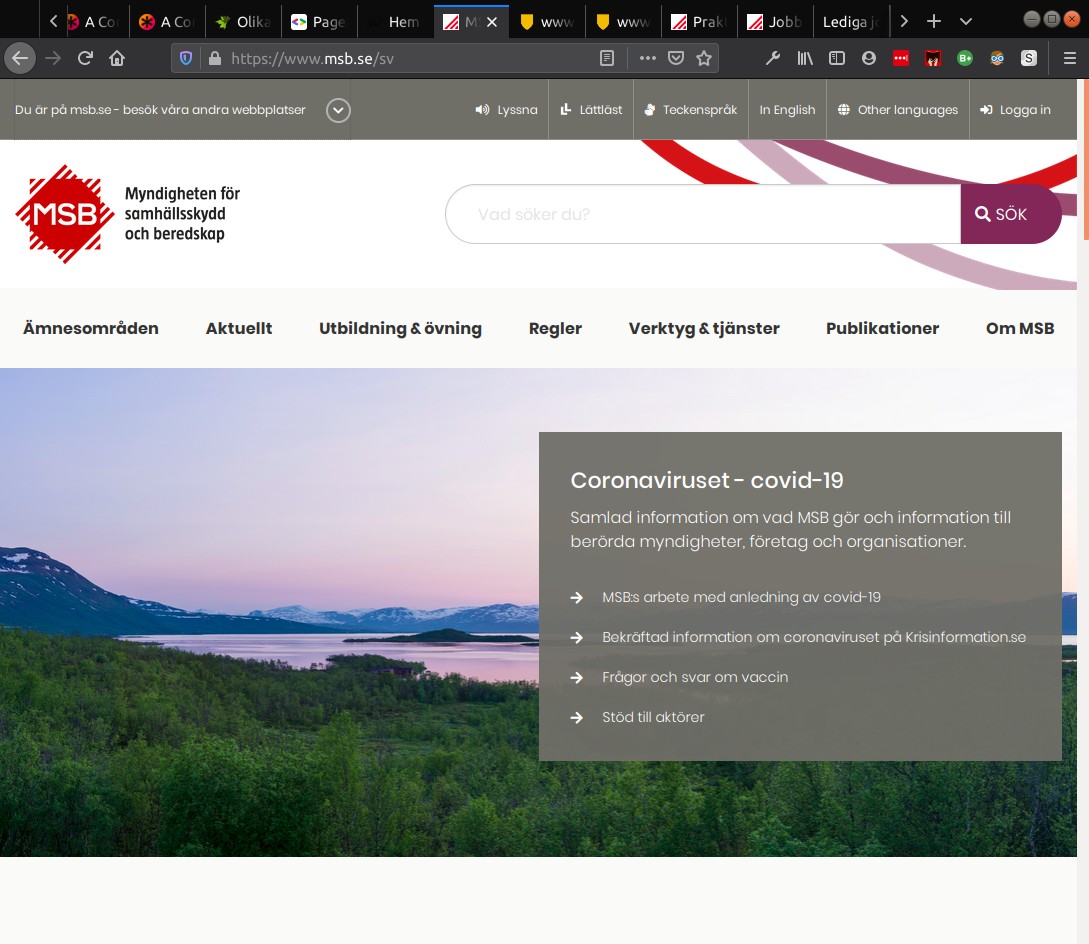 A Co
A Co
Olika
Page
Hem
M
www
www
Prak
Jobb
Lediga jo
https://www.msb.se/sv
Du är på msb.se - besök våra andra webbplatser
Lyssna
Lättläst
Teckenspråk
In English
Other languages
Logga in
MSB
Myndigheten för
samhällsskydd
och beredskap
Vad söker du?
SÖK
Ämnesområden
Aktuellt
Utbildning & övning
Regler
Verktyg & tjänster
Publikationer
Om MSB
Coronaviruset - covid-19
Samlad information om vad MSB gör och information till
berörda myndigheter, företag och organisationer.
MSB:s arbete med anledning av covid-19
Bekräftad information om coronaviruset på Krisinformation.se
Frågor och svar om vaccin
Stöd till aktörer